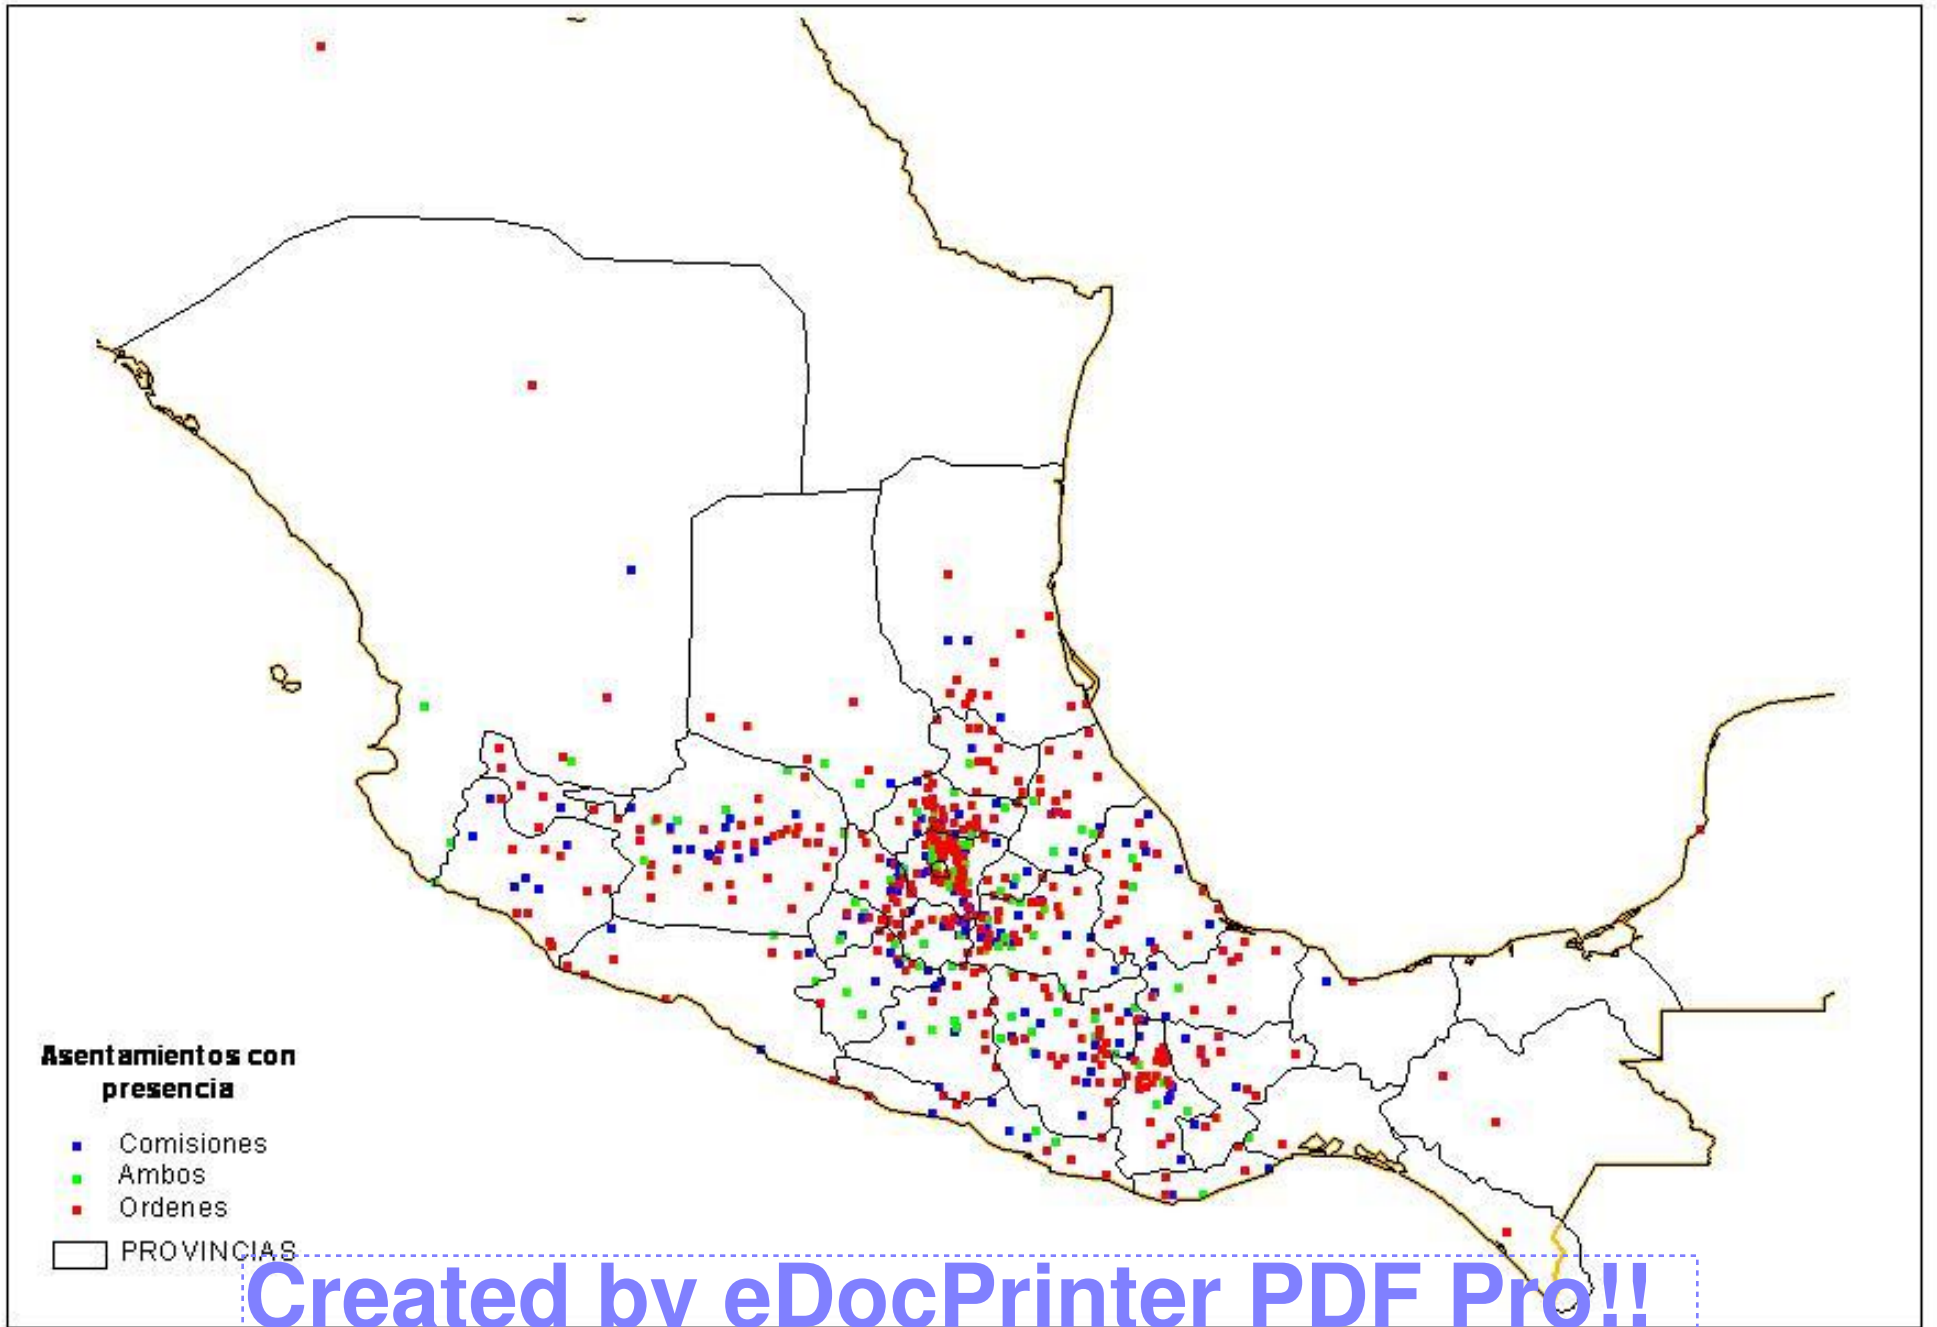 Asentamientos con
presencia
Comisiones
Ambos
Ordenes
PROVINCIAS
Created by eDocPrinter PDF Pro!!